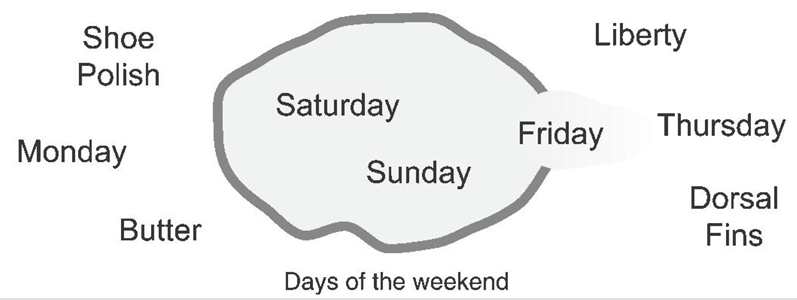 Shoe
Polish
Liberty
Saturday
Friday
Thursday
Monday
Sunday
Dorsal
Fins
Butter
Days of the weekend